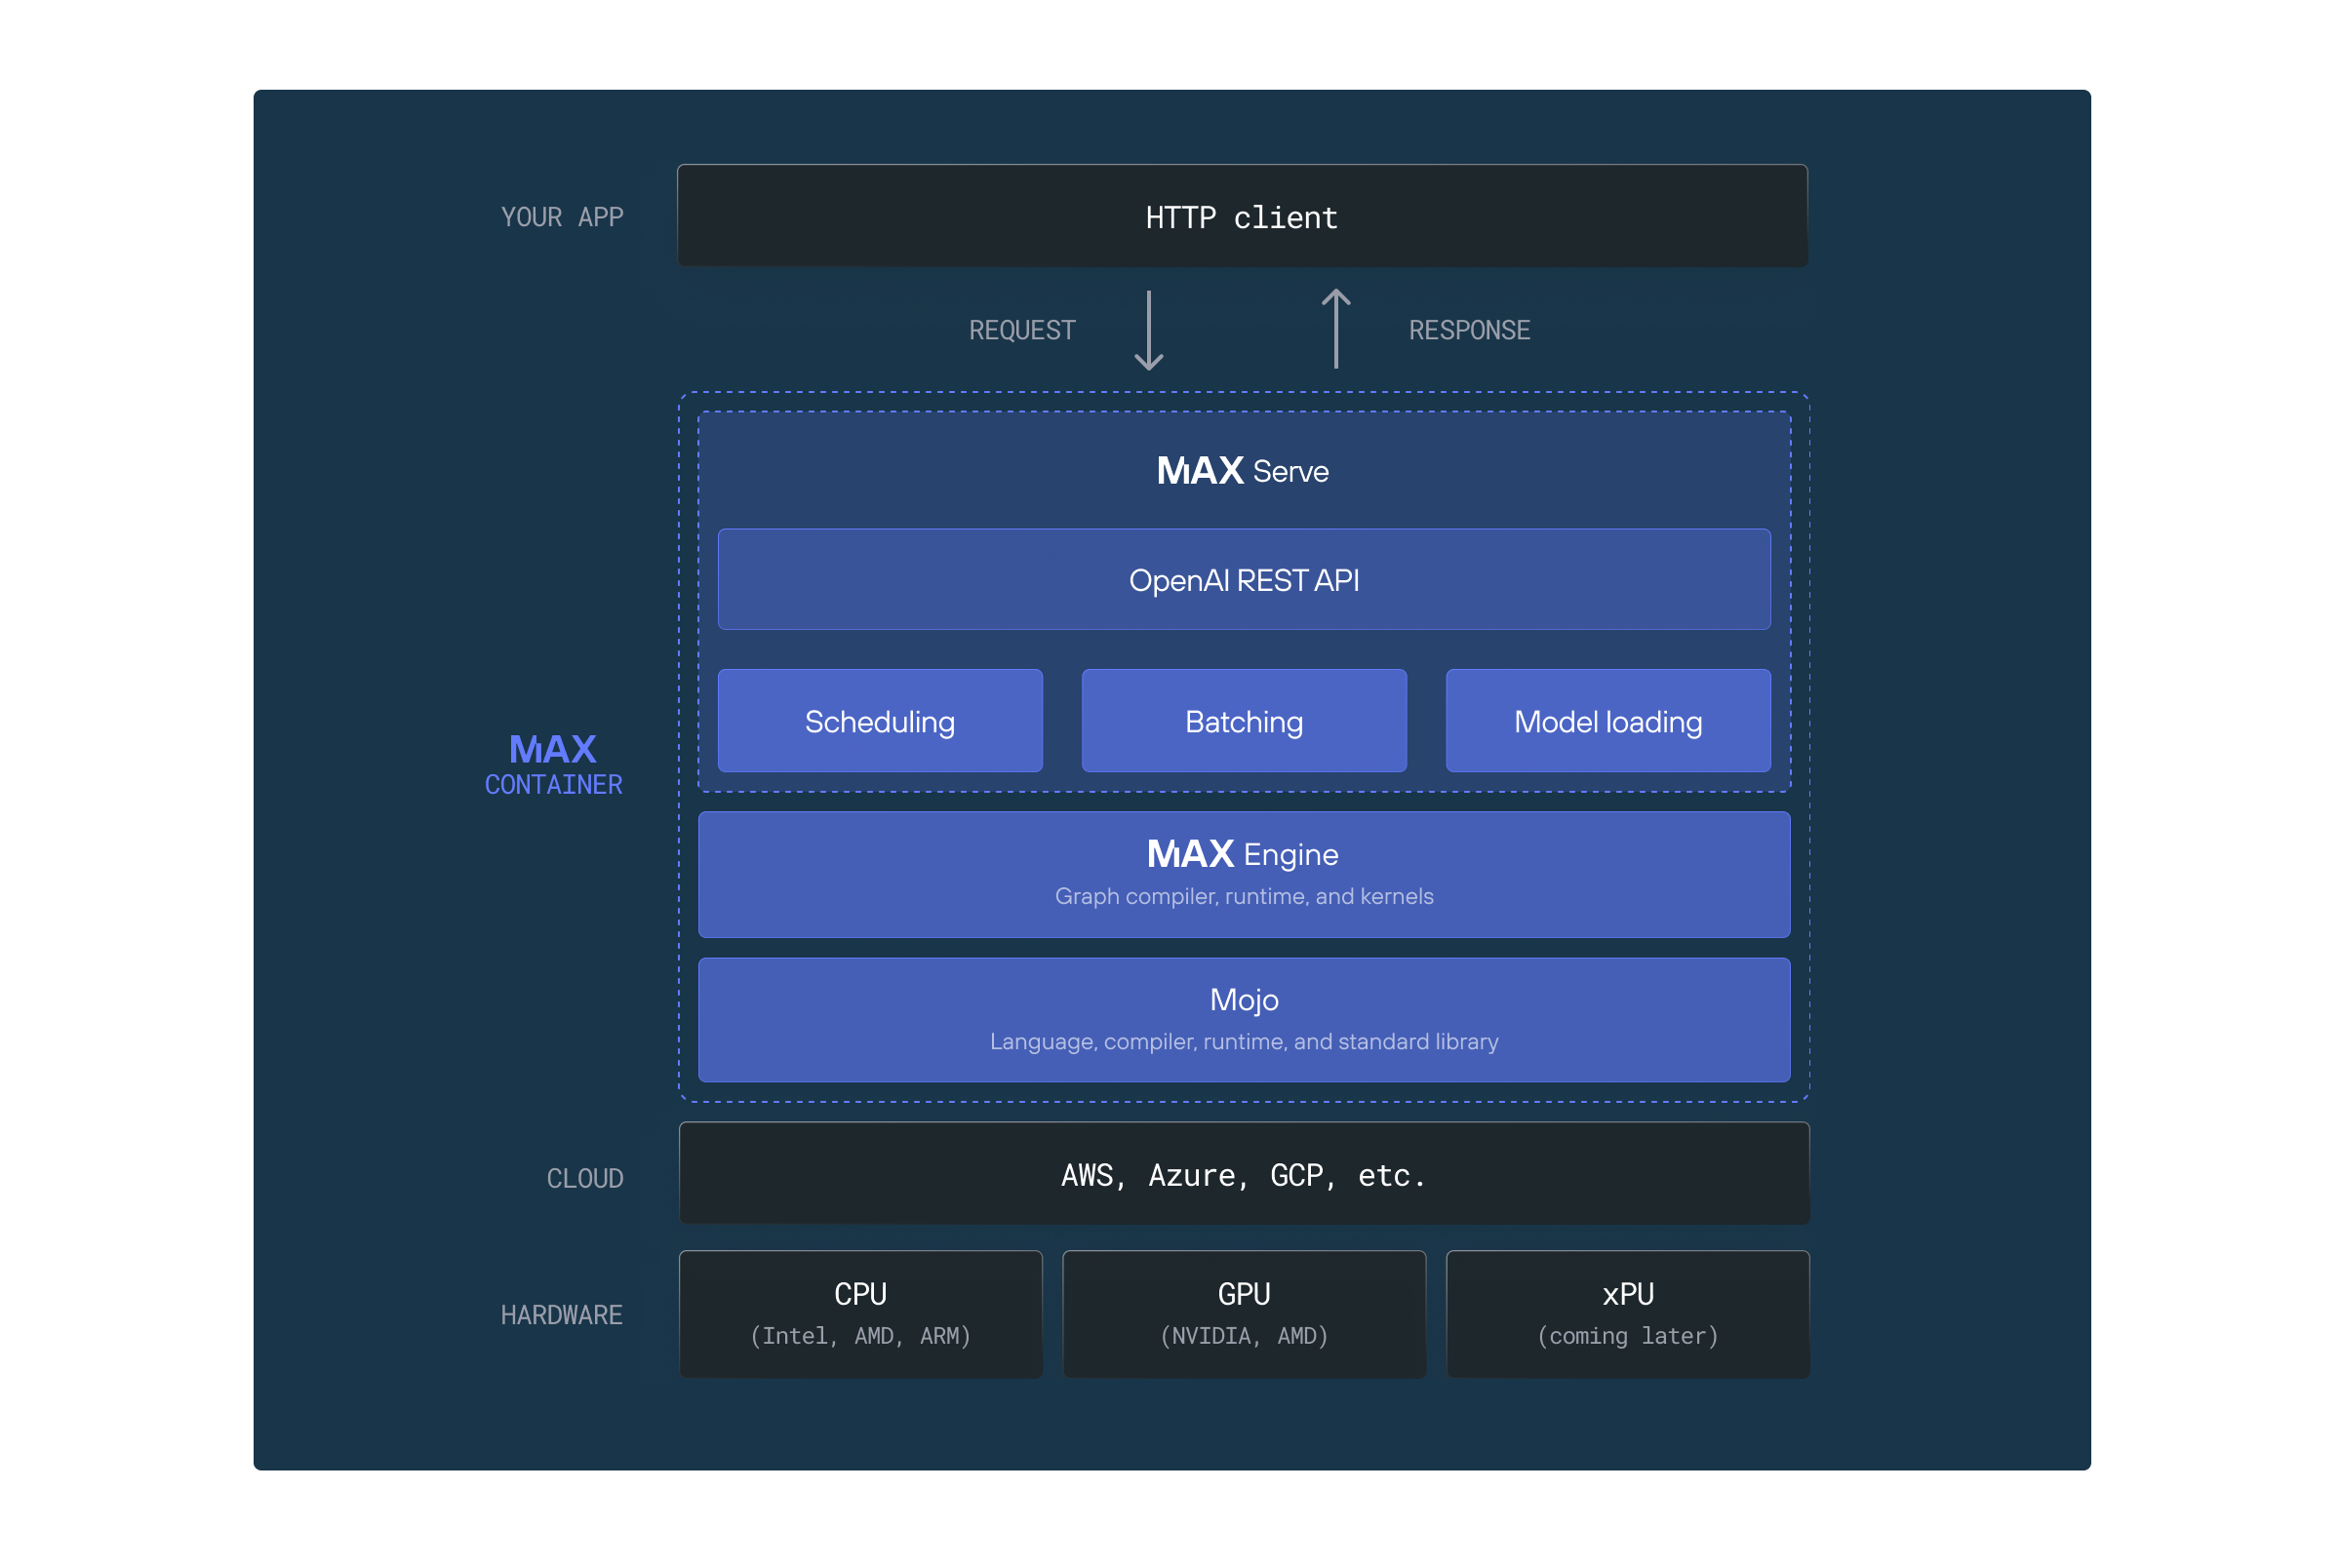 YOUR APP
HTTP client
REQUEST
RESPONSE
MAX Serve
OpenAI REST API
Scheduling
Batching
Model loading
MAX
CONTAINER
MAX Engine
Graph compiler, runtime, and kernels
Mojo
Language, compiler, runtime, and standard library
CLOUD
AWS, Azure, GCP, etc.
HARDWARE
CPU
(Intel, AMD, ARM)
GPU
(NVIDIA, AMD)
xPU
(coming later)